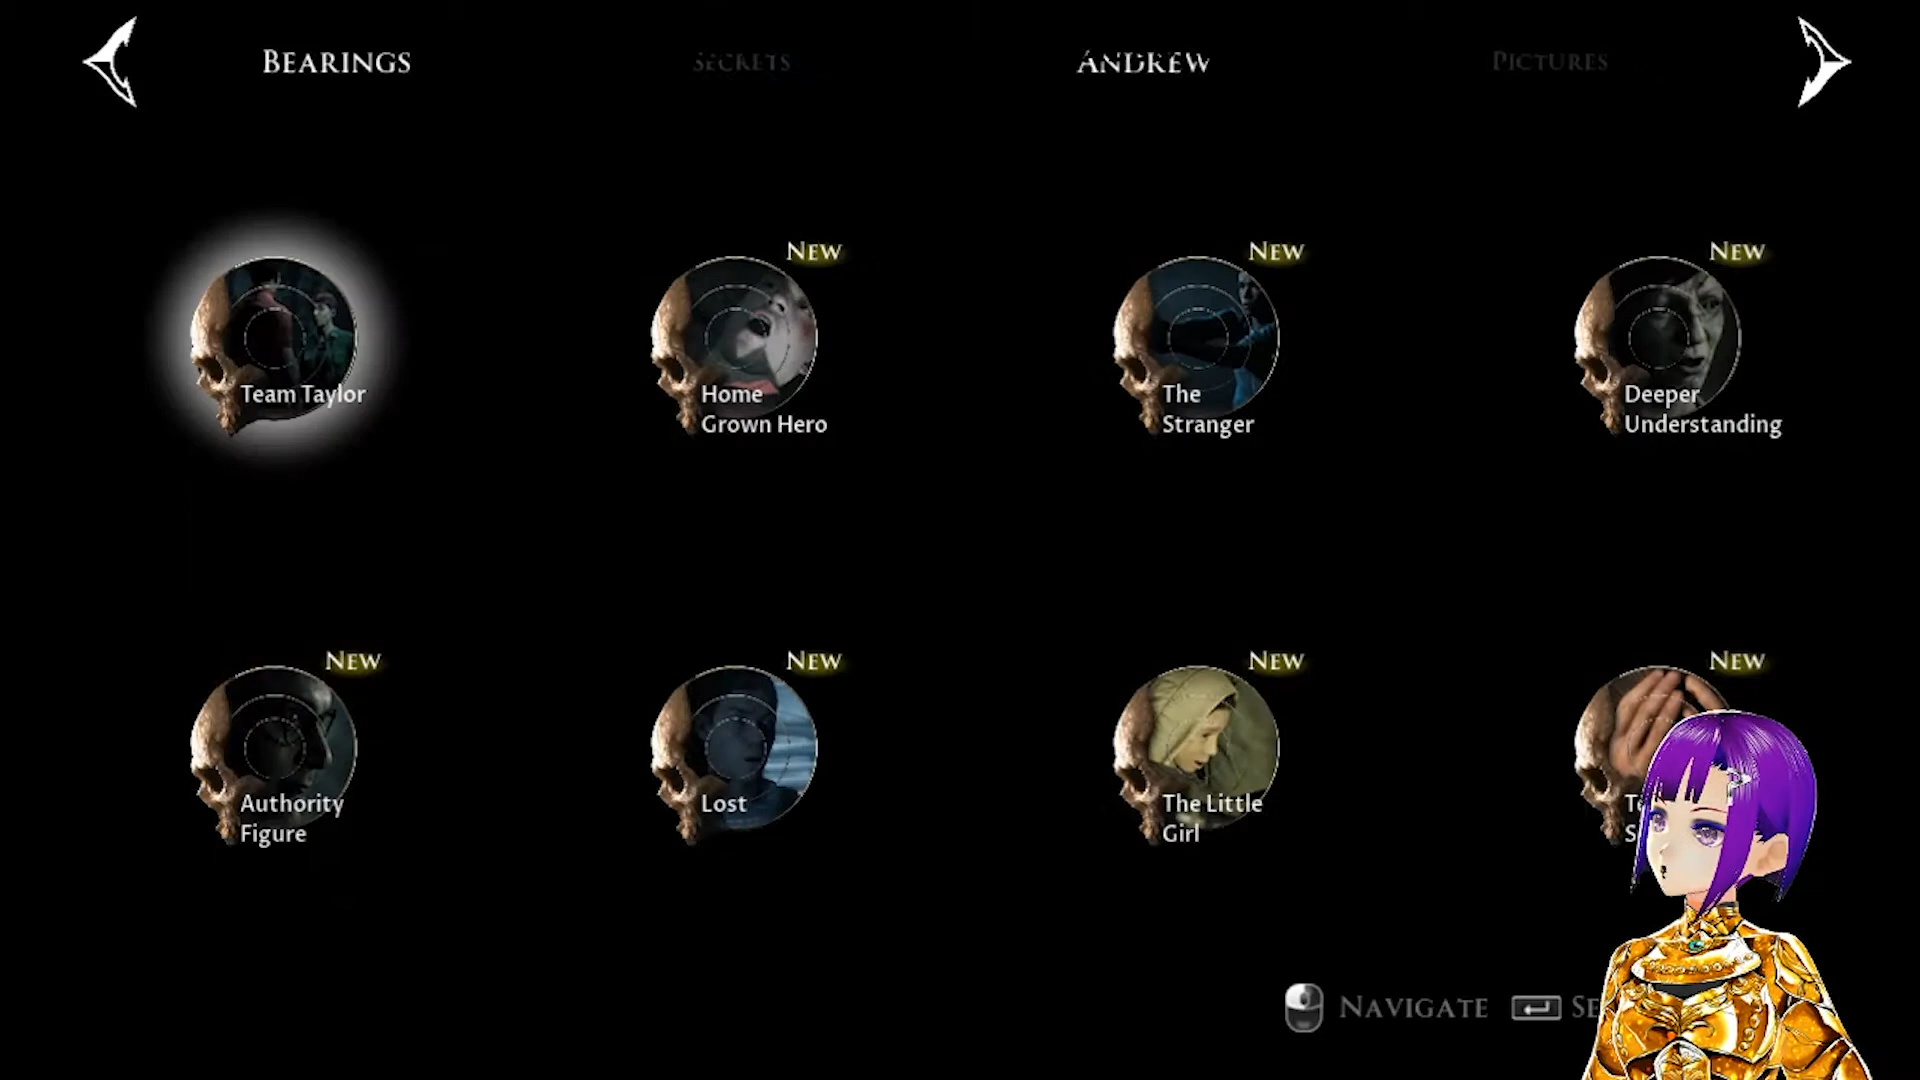 BEARINGS
SECRETS
ANDREW
PICTURES
Team Taylor
NEW
Home
Grown Hero
NEW
The
Stranger
NEW
Deeper
Understanding
NEW
Authority
Figure
NEW
Lost
NEW
The Little
Girl
NEW
NAVIGATE